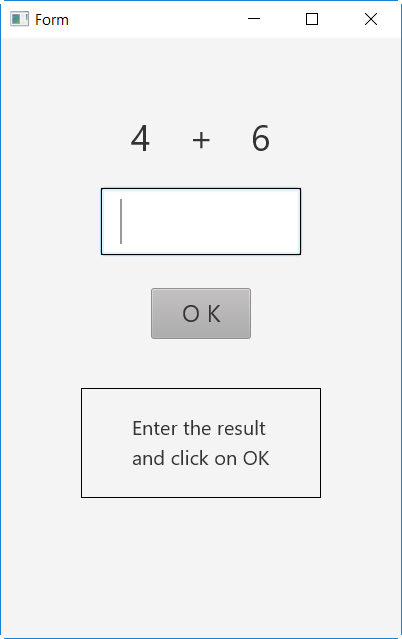 Form
4 + 6
O K
Enter the result
and click on OK